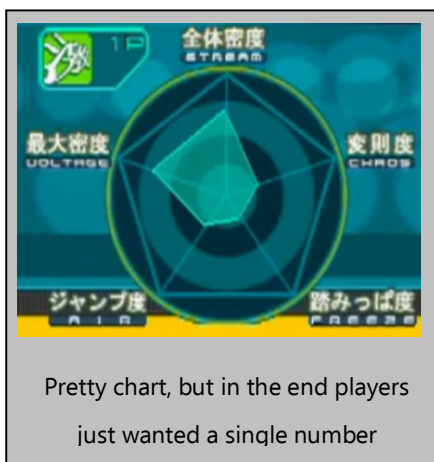 1P
全体密度
STREAM
最大密度
VOLTAGE
変則度
CHAOS
ジャンプ度
AIR
踏みっぱ度
FREEZE
Pretty chart, but in the end players
just wanted a single number